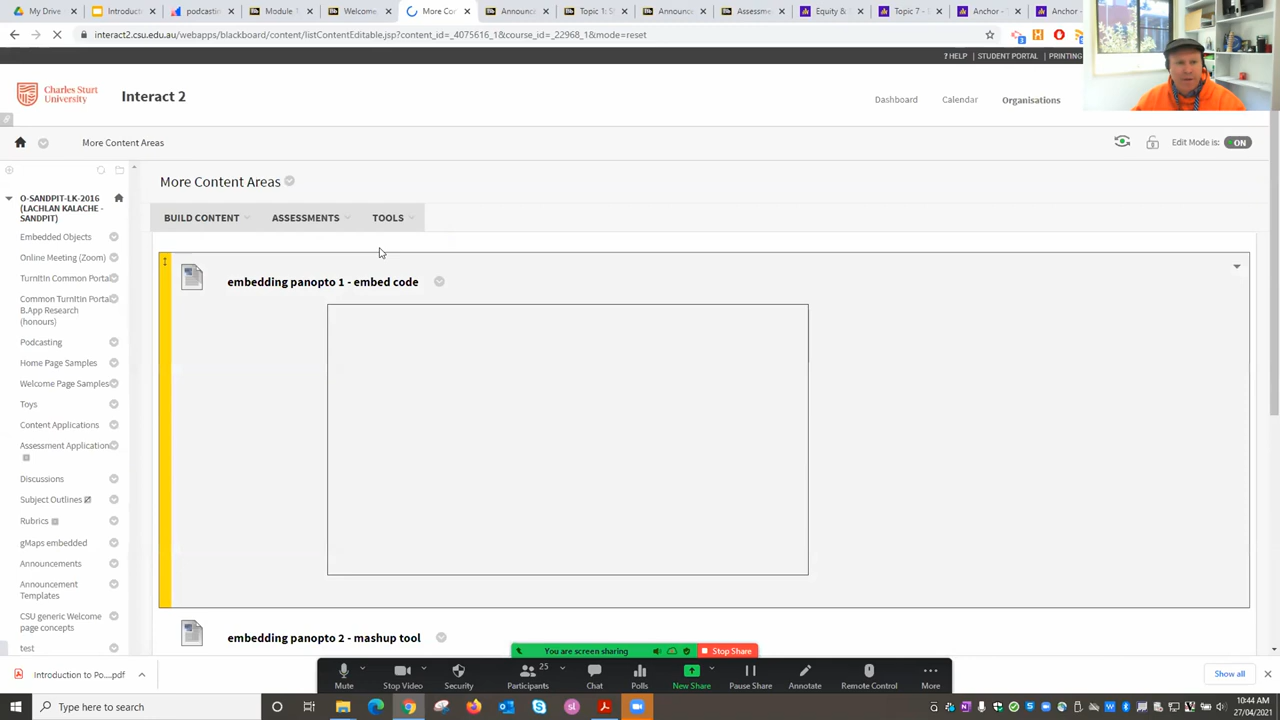 My Drive
Introduct
podcastin
Module 1
Welcome
More Con
Announc
Topic 1: S
Announc
Assessme
Equity &
Topic 7 -
Anchor -
Anchor -
interact2.csu.edu.au/webapps/blackboard/content/listContentEditable.jsp?content_id=_4075616_1&course_id=_22968_1&mode=reset
? HELP
STUDENT PORTAL
PRINTING
Charles Sturt
University
Interact 2
Dashboard
Calendar
Organisations
More Content Areas
Edit Mode is:
ON
More Content Areas
BUILD CONTENT
ASSESSMENTS
TOOLS
O-SANDPIT-LK-2016
(LACHLAN KALACHE -
SANDPIT)
Embedded Objects
Online Meeting (Zoom)
TurnitIn Common Porta
Common TurnitIn Porta
B.App Research
(honours)
Podcasting
Home Page Samples
Welcome Page Samples
Toys
Content Applications
Assessment Application
Discussions
Subject Outlines
Rubrics
gMaps embedded
Announcements
Announcement
Templates
CSU generic Welcome
page concepts
test
embedding panopto 1 - embed code
embedding panopto 2 - mashup tool
You are screen sharing
Stop Share
Mute
Stop Video
Security
25
Participants
Chat
Polls
New Share
Pause Share
Annotate
Remote Control
More
Introduction to Po....pdf
Show all
Type here to search
10:44 AM
27/04/2021